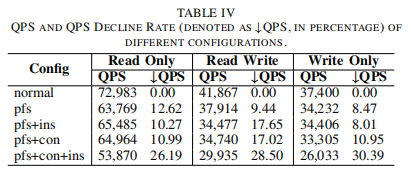 TABLE IV
QPS AND QPS DECLINE RATE (DENOTED AS ↓QPS, IN PERCENTAGE) OF
DIFFERENT CONFIGURATIONS.
Config Read Only Read Write Write Only
QPS ↓QPS QPS ↓QPS QPS ↓QPS
normal 72,983 0.00 41,867 0.00 37,400 0.00
pfs 63,769 12.62 37,914 9.44 34,232 8.47
pfs+ins 65,485 10.27 34,477 17.65 34,406 8.01
pfs+con 64,964 10.99 34,740 17.02 33,305 10.95
pfs+con+ins 53,870 26.19 29,935 28.50 26,033 30.39